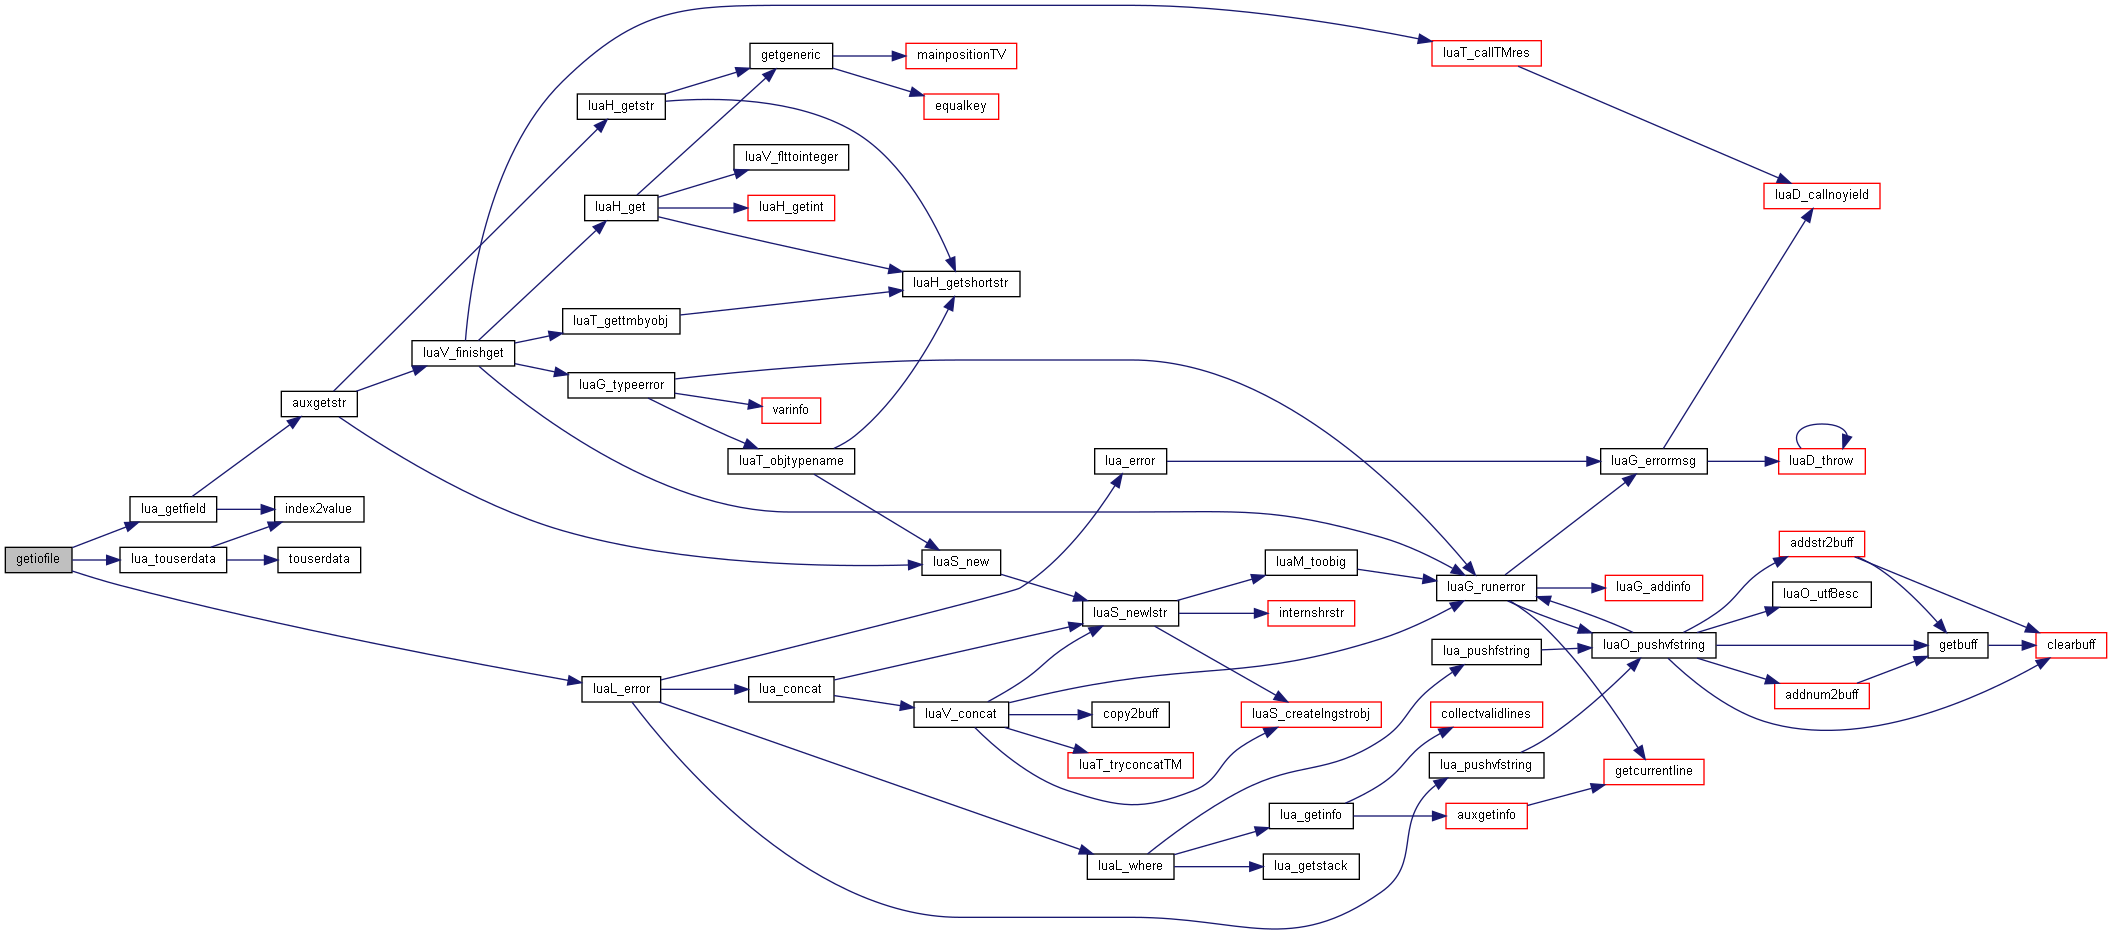 getiofile
lua_getfield
lua_touserdata
auxgetstr
index2value
touserdata
luaV_finishget
luaH_getstr
luaH_get
luaT_gettmbyobj
luaG_typeerror
luaL_error
getgeneric
luaV_flttointeger
luaH_getint
varinfo
luaT_objtypename
lua_concat
mainpositionTV
equalkey
luaH_getshortstr
luaS_new
luaV_concat
lua_error
luaS_newlstr
copy2buff
luaT_tryconcatTM
luaL_where
luaM_toobig
internshrstr
luaS_createlngstrobj
lua_getinfo
lua_getstack
luaT_callTMres
luaG_runerror
lua_pushfstring
collectvalidlines
lua_pushvfstring
auxgetinfo
luaG_errormsg
luaG_addinfo
luaO_pushvfstring
getcurrentline
luaD_callnoyield
luaD_throw
addstr2buff
luaO_utf8esc
addnum2buff
getbuff
clearbuff